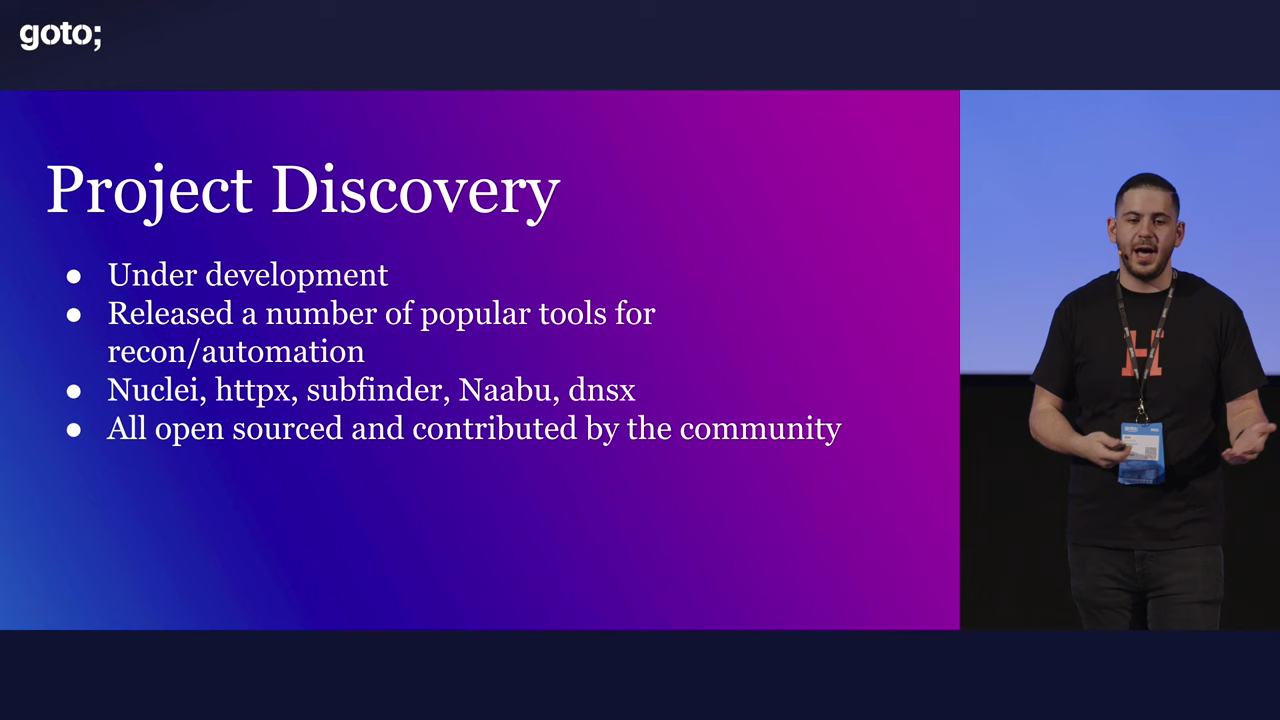 goto;
Project Discovery
● Under development
● Released a number of popular tools for
recon/automation
● Nuclei, httpx, subfinder, Naabu, dnsx
● All open sourced and contributed by the community
H